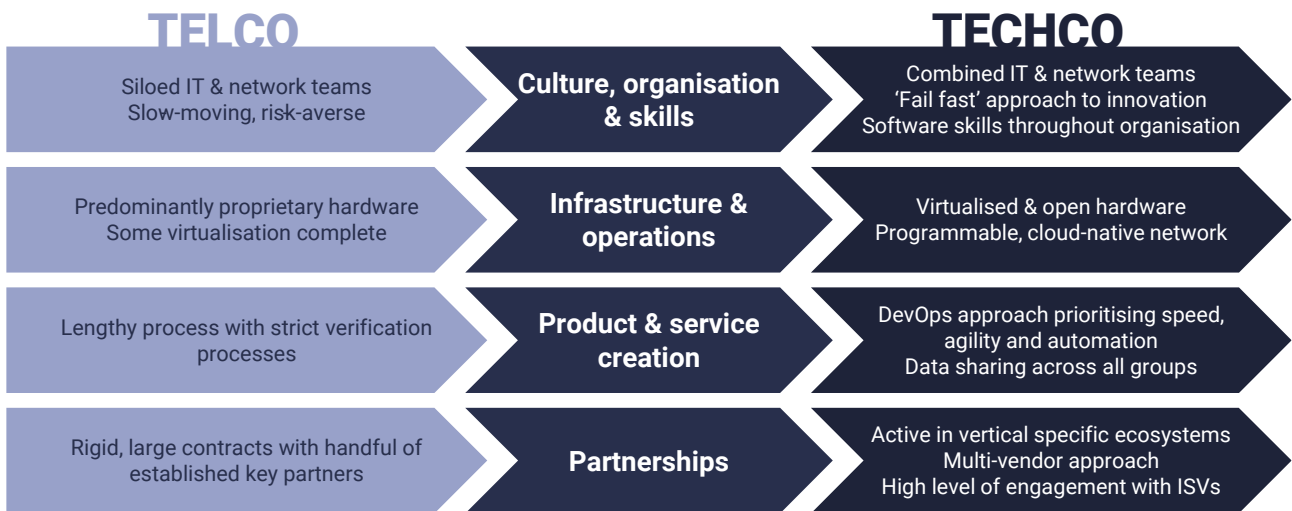 TELCO
TECHCO
Siloed IT & network teams
Slow-moving, risk-averse
Culture, organisation
& skills
Combined IT & network teams
‘Fail fast’ approach to innovation
Software skills throughout organisation
Predominantly proprietary hardware
Some virtualisation complete
Infrastructure &
operations
Virtualised & open hardware
Programmable, cloud-native network
Lengthy process with strict verification
processes
Product & service
creation
DevOps approach prioritising speed,
agility and automation
Data sharing across all groups
Rigid, large contracts with handful of
established key partners
Partnerships
Active in vertical specific ecosystems
Multi-vendor approach
High level of engagement with ISVs